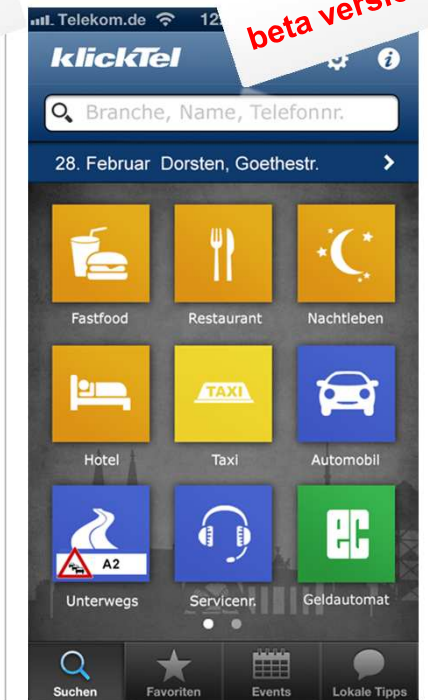 Telekom.de 12
beta versi
klickTel
Branche, Name, Telefonnr.
28. Februar Dorsten, Goethestr.
Fastfood Restaurant Nachtleben
TAXI
Hotel Taxi Automobil
A2
ec
Unterwegs Servicenr. Geldautomat
Suchen Favoriten Events Lokale Tipps